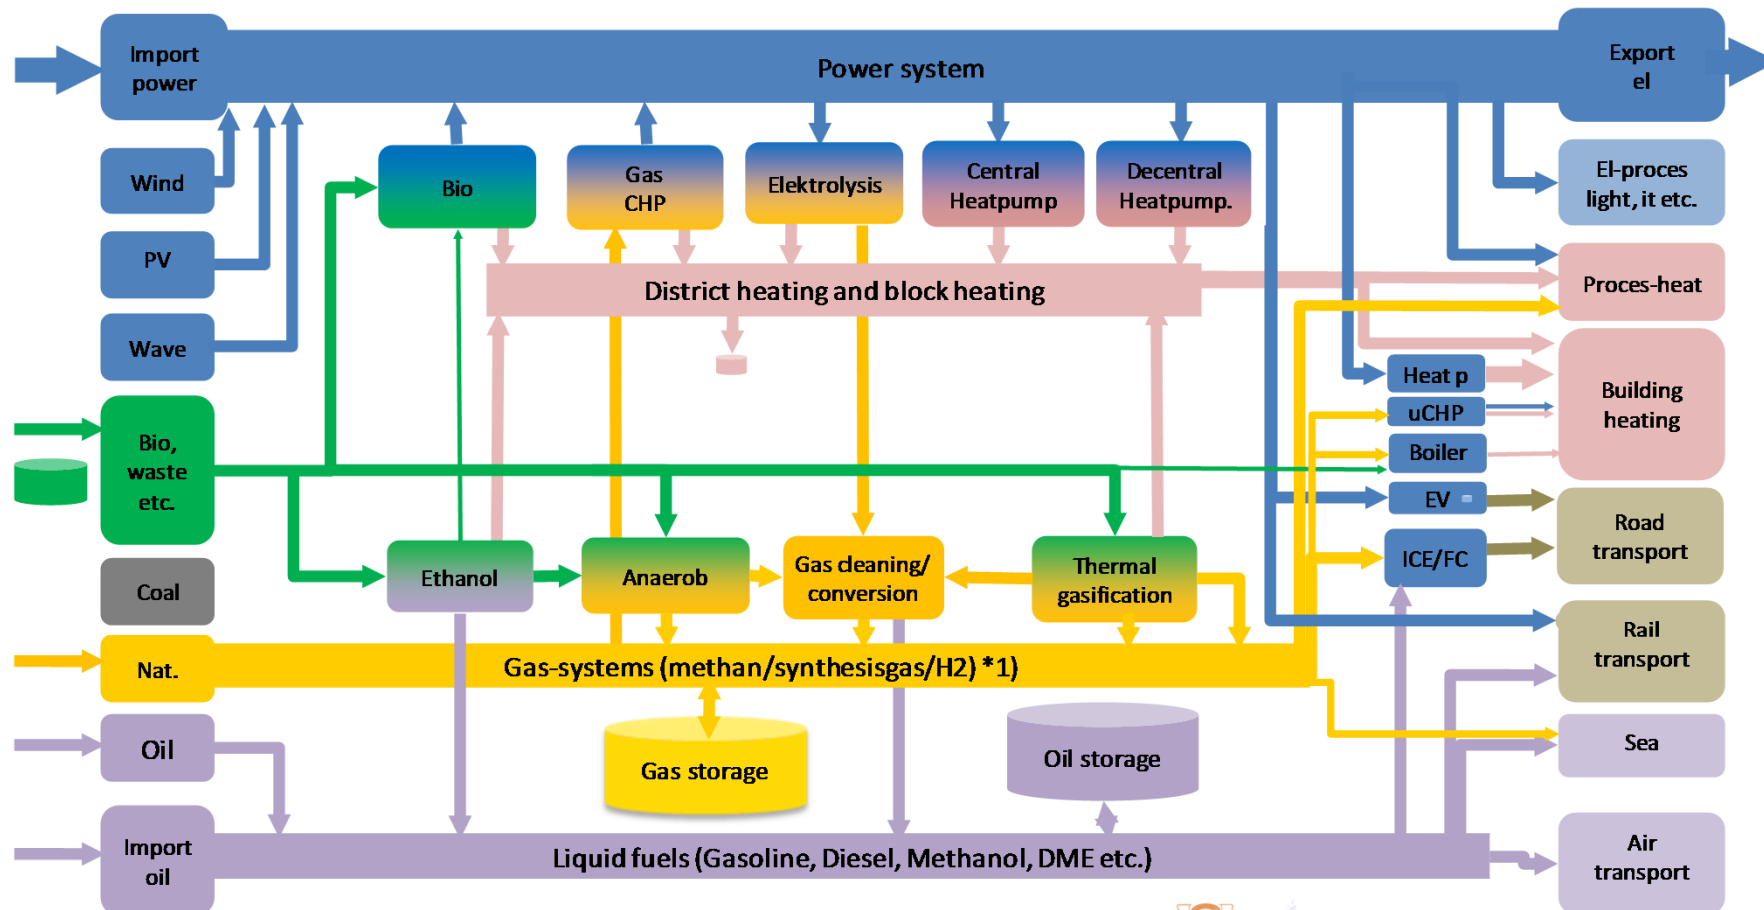 Import
power
Power system
Export
el
Wind
Bio
Gas
CHP
Elektrolysis
Central
Heatpump
Decentral
Heatpump.
El-proces
light, it etc.
PV
District heating and block heating
Proces-heat
Wave
Heat p
uCHP
Boiler
Building
heating
Bio,
waste
etc.
EV
Road
transport
ICE/FC
Coal
Ethanol
Anaerob
Gas cleaning/
conversion
Thermal
gasification
Nat.
Gas-systems (methan/synthesisgas/H2) *1)
Rail
transport
Oil
Gas storage
Oil storage
Sea
Import
oil
Liquid fuels (Gasoline, Diesel, Methanol, DME etc.)
Air
transport